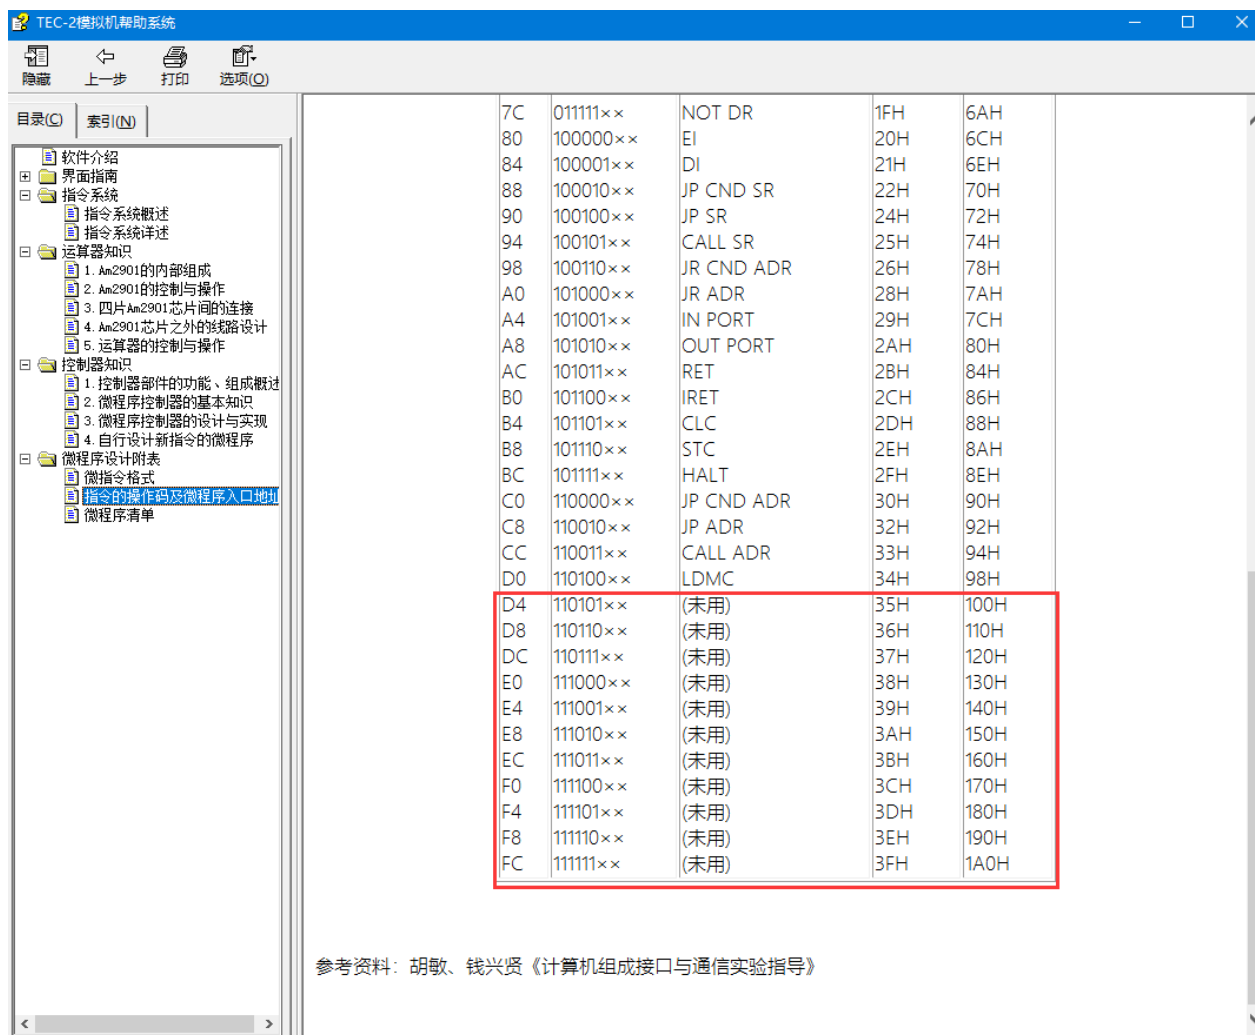 TEC-2模拟机帮助系统
隐藏 上一步 打印 选项(O)
目录(C) 索引(N)
软件介绍
界面指南
指令系统
指令系统概述
指令系统详述
运算器知识
1. Am2901的内部组成
2. Am2901的控制与操作
3. 四片Am2901芯片间的连接
4. Am2901芯片之外的线路设计
5. 运算器的控制与操作
控制器知识
1. 控制器部件的功能、组成概述
2. 微程序控制器的基本知识
3. 微程序控制器的设计与实现
4. 自行设计新指令的微程序
微程序设计附表
微指令格式
指令的操作码及微程序入口地址
微程序清单
7C 011111×× NOT DR 1FH 6AH
80 100000×× EI 20H 6CH
84 100001×× DI 21H 6EH
88 100010×× JP CND SR 22H 70H
90 100100×× JP SR 24H 72H
94 100101×× CALL SR 25H 74H
98 100110×× JR CND ADR 26H 78H
A0 101000×× JR ADR 28H 7AH
A4 101001×× IN PORT 29H 7CH
A8 101010×× OUT PORT 2AH 80H
AC 101011×× RET 2BH 84H
B0 101100×× IRET 2CH 86H
B4 101101×× CLC 2DH 88H
B8 101110×× STC 2EH 8AH
BC 101111×× HALT 2FH 8EH
C0 110000×× JP CND ADR 30H 90H
C8 110010×× JP ADR 32H 92H
CC 110011×× CALL ADR 33H 94H
D0 110100×× LDMC 34H 98H
D4 110101×× (未用) 35H 100H
D8 110110×× (未用) 36H 110H
DC 110111×× (未用) 37H 120H
E0 111000×× (未用) 38H 130H
E4 111001×× (未用) 39H 140H
E8 111010×× (未用) 3AH 150H
EC 111011×× (未用) 3BH 160H
F0 111100×× (未用) 3CH 170H
F4 111101×× (未用) 3DH 180H
F8 111110×× (未用) 3EH 190H
FC 111111×× (未用) 3FH 1A0H
参考资料：胡敏、钱兴贤《计算机组成接口与通信实验指导》